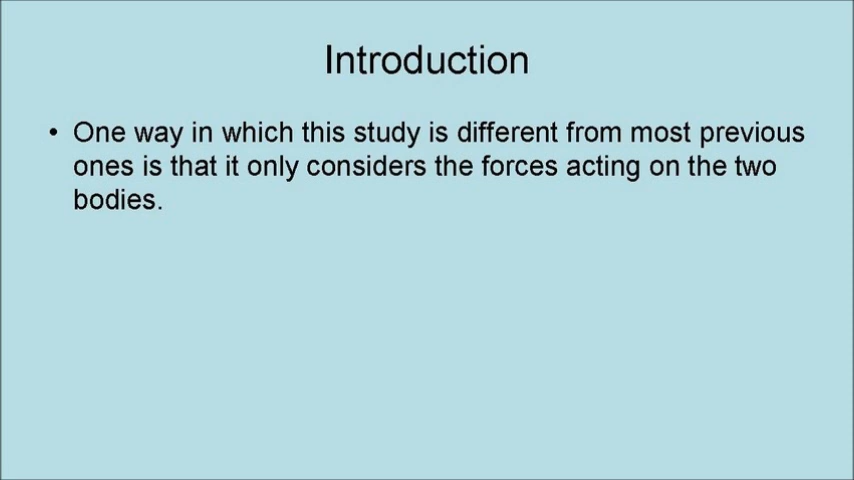 Introduction
• One way in which this study is different from most previous
ones is that it only considers the forces acting on the two
bodies.